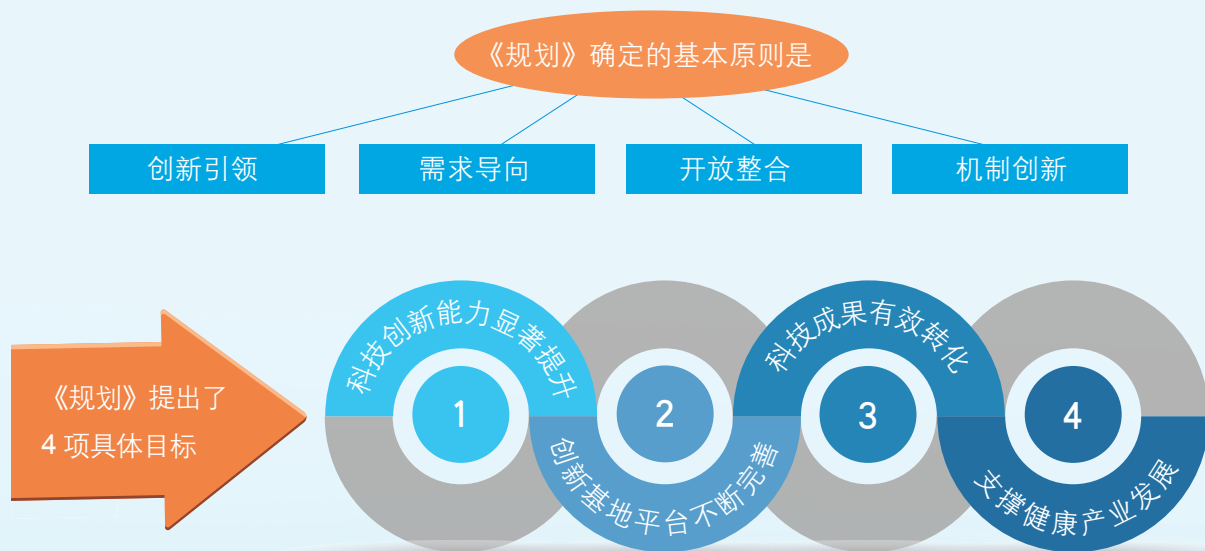 《规划》确定的基本原则是
创新引领
需求导向
开放整合
机制创新
《规划》提出了
4 项具体目标
科技创新能力显著提升
1
创新基地平台不断完善
2
科技成果有效转化
3
支撑健康产业发展
4